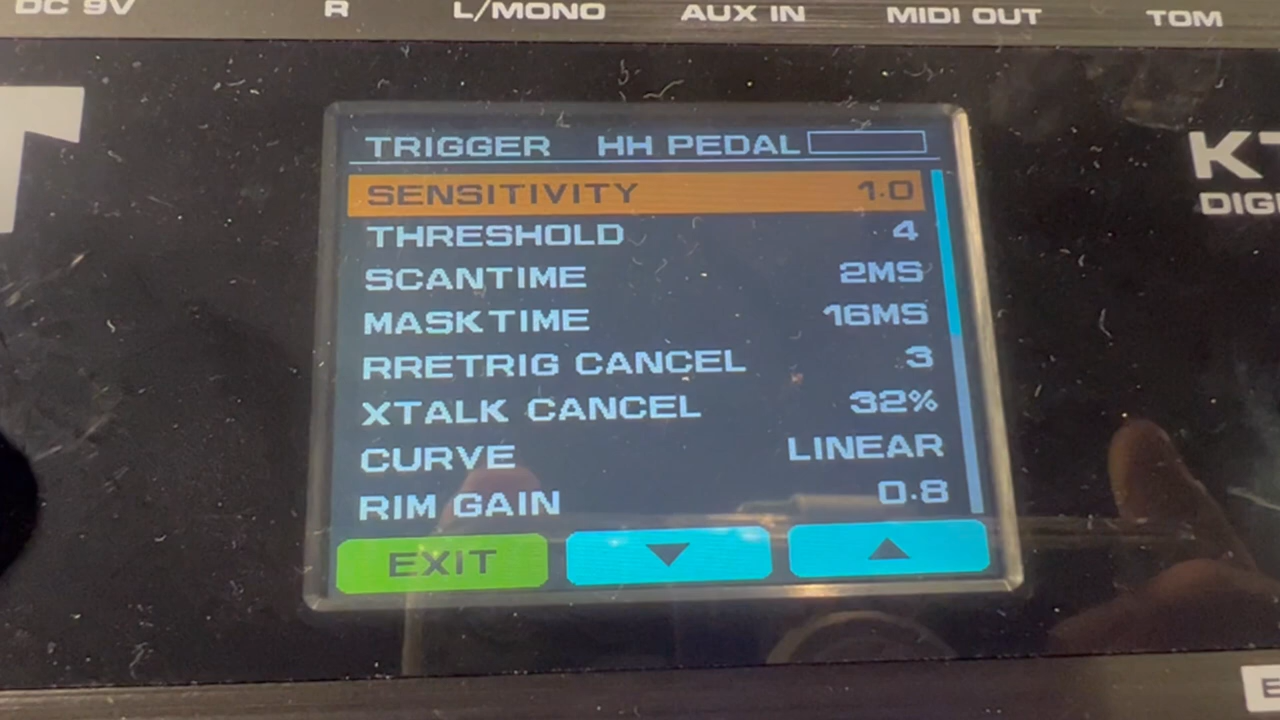 DC 9V R L/MONO AUX IN MIDI OUT TOM
TRIGGER HH PEDAL
SENSITIVITY 1.0
THRESHOLD 4
SCANTIME 2MS
MASKTIME 16MS
RRETRIG CANCEL 3
XTALK CANCEL 32%
CURVE LINEAR
RIM GAIN 0.8
EXIT